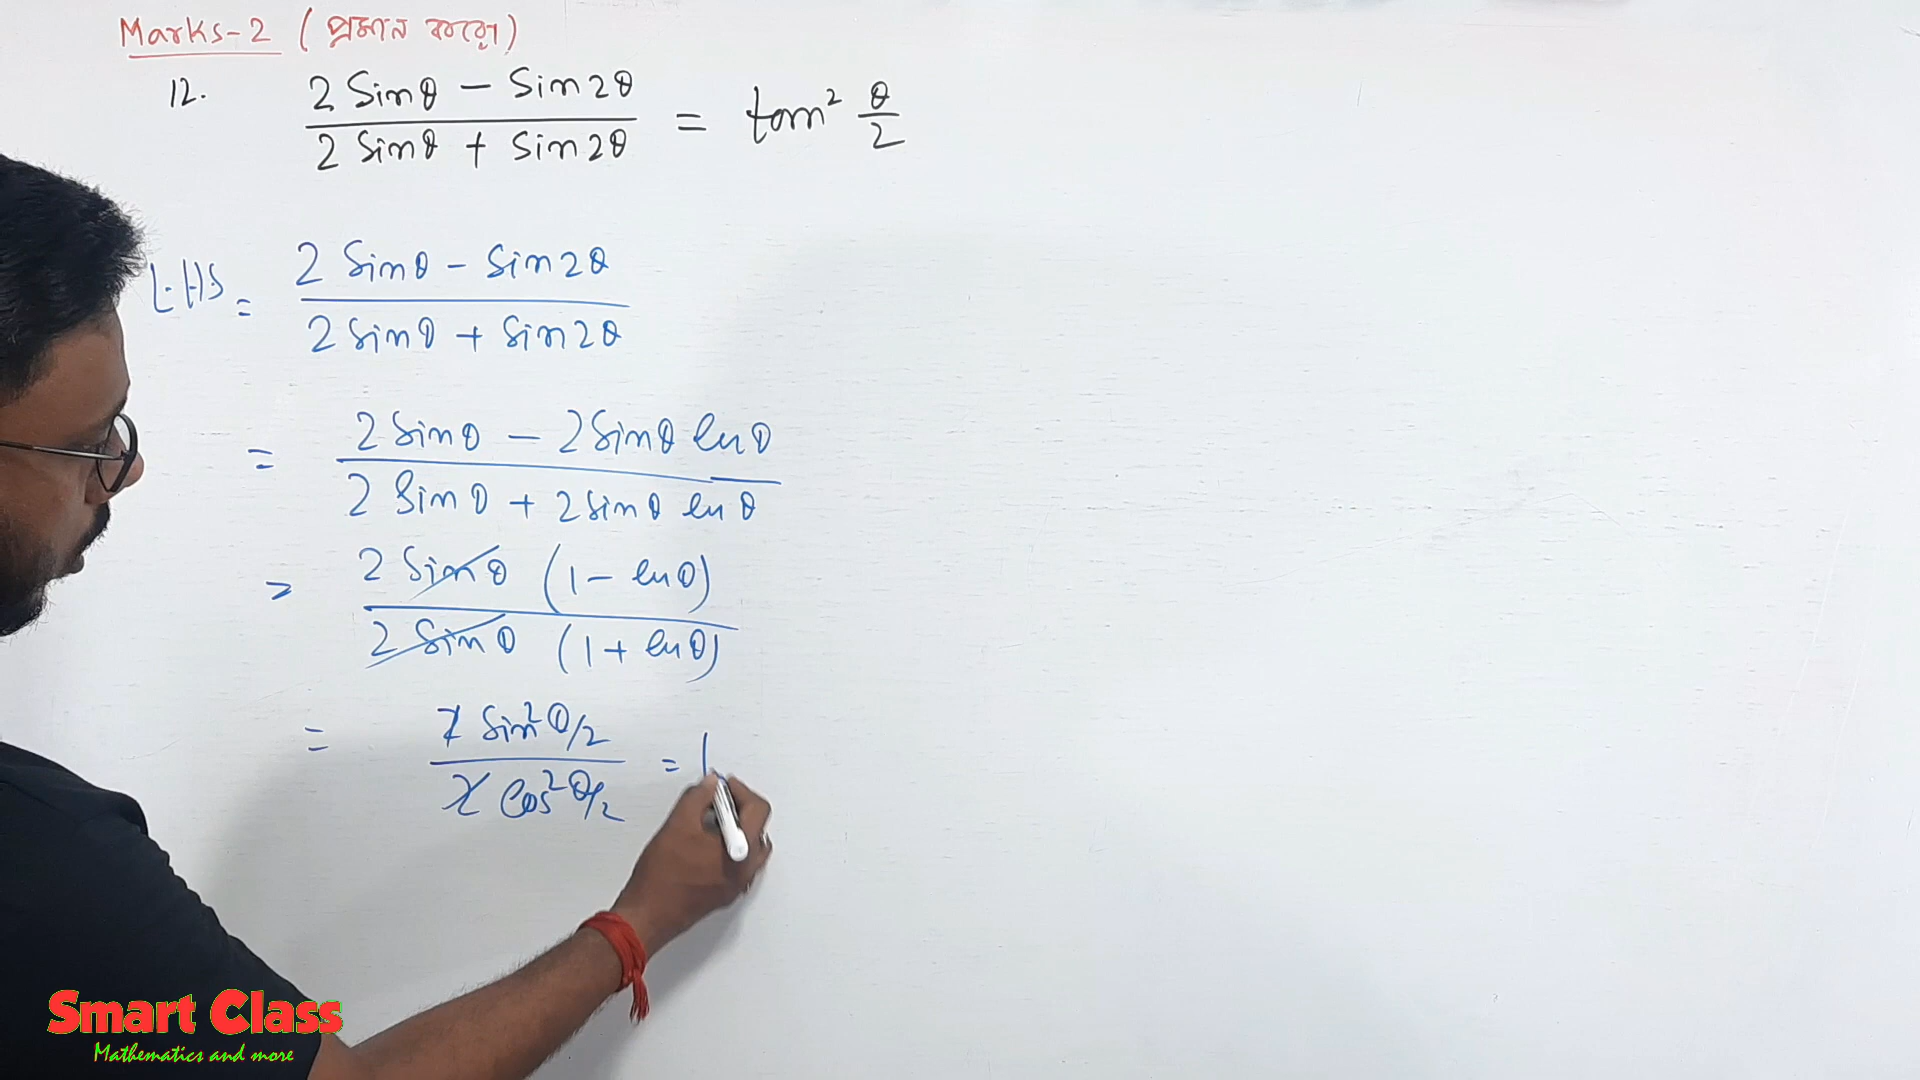 Marks-2 (প্রমাণ করো)
12. (2 Sinθ - Sin2θ)/(2 Sinθ + Sin2θ) = tan² θ/2
L.H.S = (2 Sinθ - Sin2θ)/(2 Sinθ + Sin2θ)
= (2 Sinθ - 2 Sinθ Cosθ)/(2 Sinθ + 2 Sinθ Cosθ)
= (2 Sinθ (1 - Cosθ))/(2 Sinθ (1 + Cosθ))
= (2 Sin² θ/2)/(2 Cos² θ/2) =
Smart Class
Mathematics and more